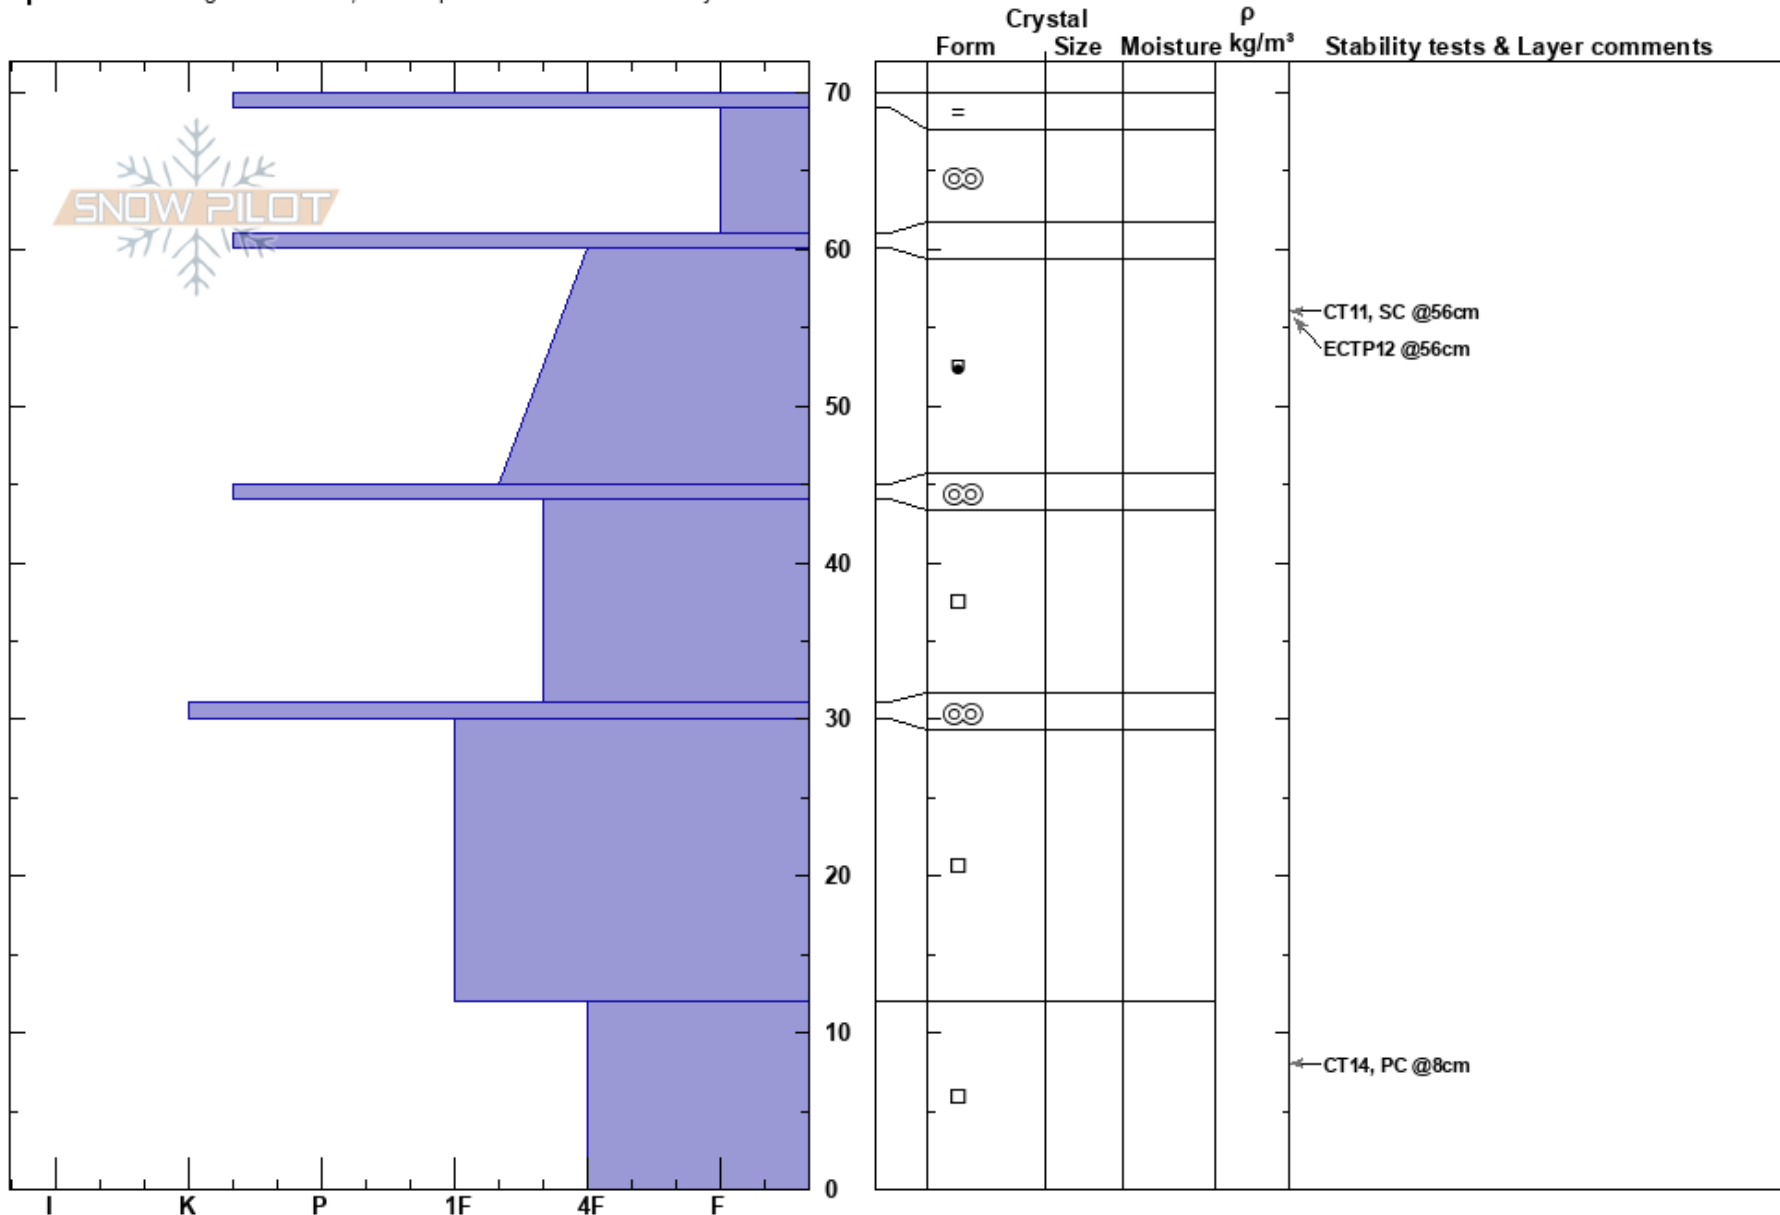 Crystal
ρ
Form Size Moisture kg/m³ Stability tests & Layer comments
70
SNOW PILOT
60
CT11, SC @56cm
ECTP12 @56cm
50
40
30
20
10
CT14, PC @8cm
0
I K P 1F 4F F